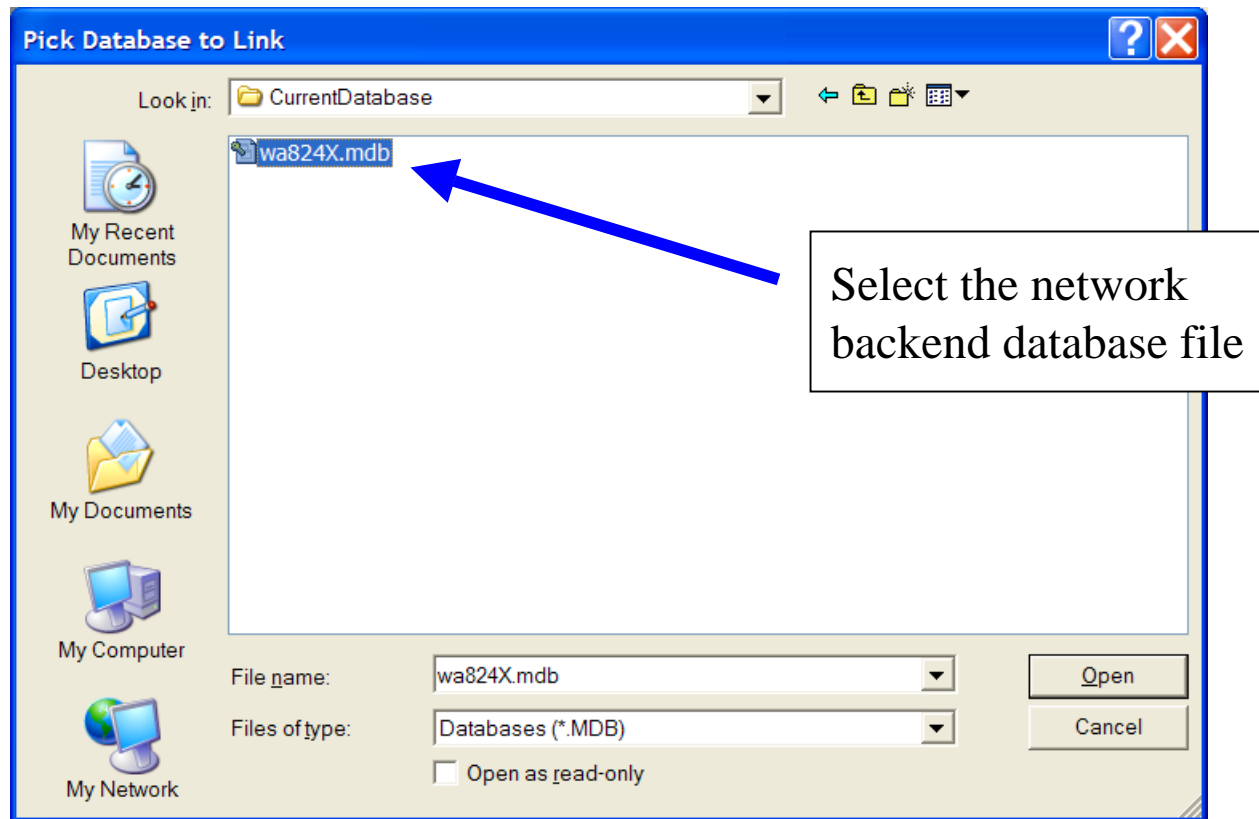 Pick Database to Link
Look in: CurrentDatabase
wa824X.mdb
My Recent
Documents
Desktop
My Documents
My Computer
My Network
Select the network
backend database file
File name: wa824X.mdb Open
Files of type: Databases (*.MDB) Cancel
Open as read-only